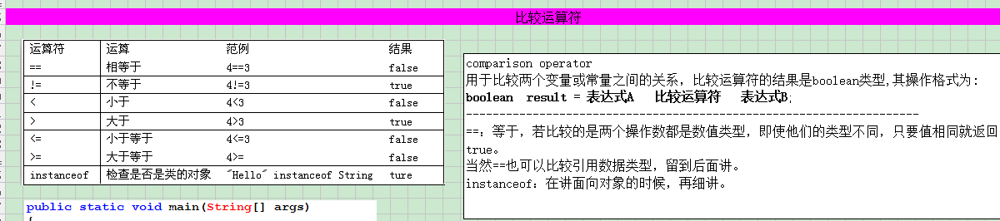 比较运算符
运算符 运算 范例 结果
== 相等于 4==3 false
!= 不等于 4!=3 true
< 小于 4<3 false
> 大于 4>3 true
<= 小于等于 4<=3 false
>= 大于等于 4>= false
instanceof 检查是否是类的对象 "Hello" instanceof String ture
comparison operator
用于比较两个变量或常量之间的关系，比较运算符的结果是boolean类型,其操作格式为:
boolean result = 表达式A 比较运算符 表达式B;
--------------------------------------------------------------------
==：等于，若比较的是两个操作数都是数值类型，即使他们的类型不同，只要值相同就返回
true。
当然==也可以比较引用数据类型，留到后面讲。
instanceof：在讲面向对象的时候，再细讲。
public static void main(String[] args)